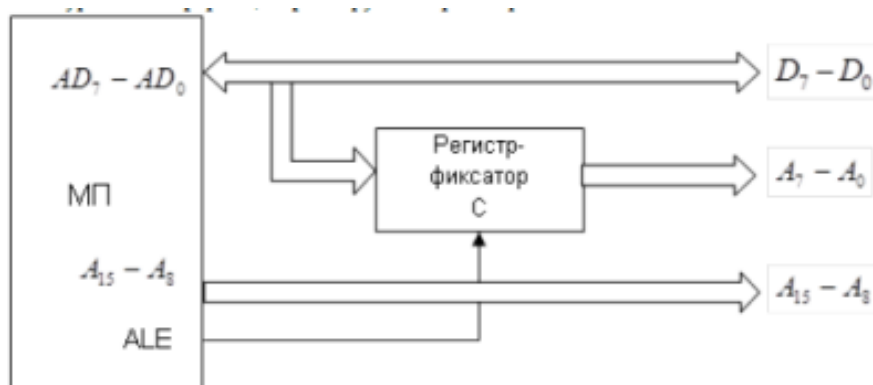 AD₇ − AD₀
D₇ − D₀
Регистр-
фиксатор
С
A₇ − A₀
МП
A₁₅ − A₈
A₁₅ − A₈
ALE